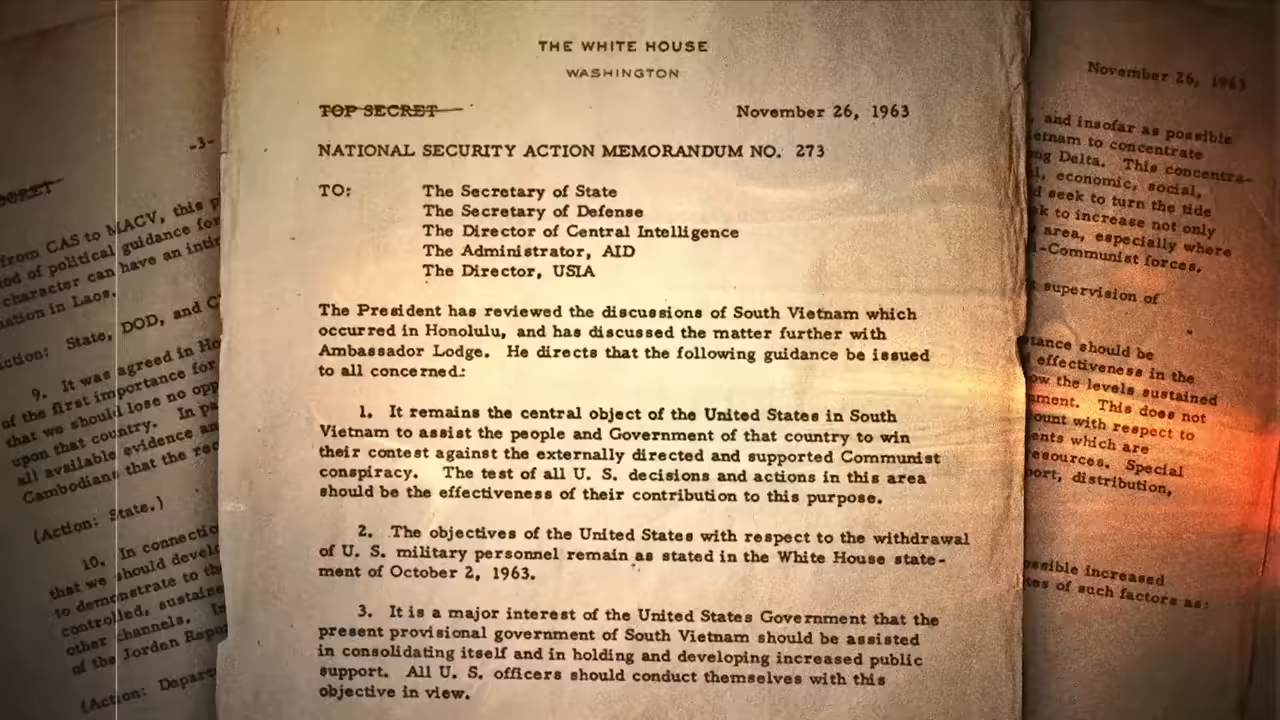 THE WHITE HOUSE
WASHINGTON
TOP SECRET
November 26, 1963
NATIONAL SECURITY ACTION MEMORANDUM NO. 273
TO:
The Secretary of State
The Secretary of Defense
The Director of Central Intelligence
The Administrator, AID
The Director, USIA
The President has reviewed the discussions of South Vietnam which
occurred in Honolulu, and has discussed the matter further with
Ambassador Lodge. He directs that the following guidance be issued
to all concerned:
1. It remains the central object of the United States in South
Vietnam to assist the people and Government of that country to win
their contest against the externally directed and supported Communist
conspiracy. The test of all U. S. decisions and actions in this area
should be the effectiveness of their contribution to this purpose.
2. The objectives of the United States with respect to the withdrawal
of U. S. military personnel remain as stated in the White House state-
ment of October 2, 1963.
3. It is a major interest of the United States Government that the
present provisional government of South Vietnam should be assisted
in consolidating itself and in holding and developing increased public
support. All U. S. officers should conduct themselves with this
objective in view.
-3-
from CAS to MACV, this
of political guidance for
character can have an
in Laos.
State, DOD, and
9. It was agreed in
of the first importance for
that we should lose no
upon that country. In
all available evidence
Cambodians that the
(Action: State.)
10. In
that we should
to demonstrate to
controlled,
other channels.
of the Jorden
(Action:
November 26, 1963
and insofar as possible
to concentrate
Delta. This concentra-
economic, social,
seek to turn the tide
to increase not only
area, especially where
-Communist forces.
supervision of
should be
effectiveness in the
the levels sustained
This does not
with respect to
which are
Special
distribution,
increased
of such factors as: